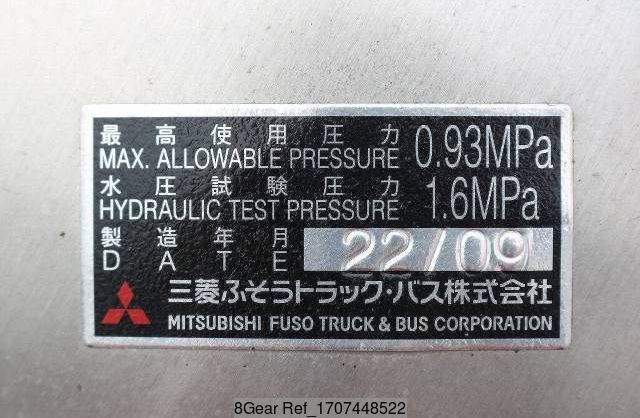 最高使用圧力
MAX. ALLOWABLE PRESSURE 0.93MPa
水圧試験圧力
HYDRAULIC TEST PRESSURE 1.6MPa
製造年月
DATE 22/09
三菱ふそうトラック・バス株式会社
MITSUBISHI FUSO TRUCK & BUS CORPORATION
8Gear Ref_1707448522